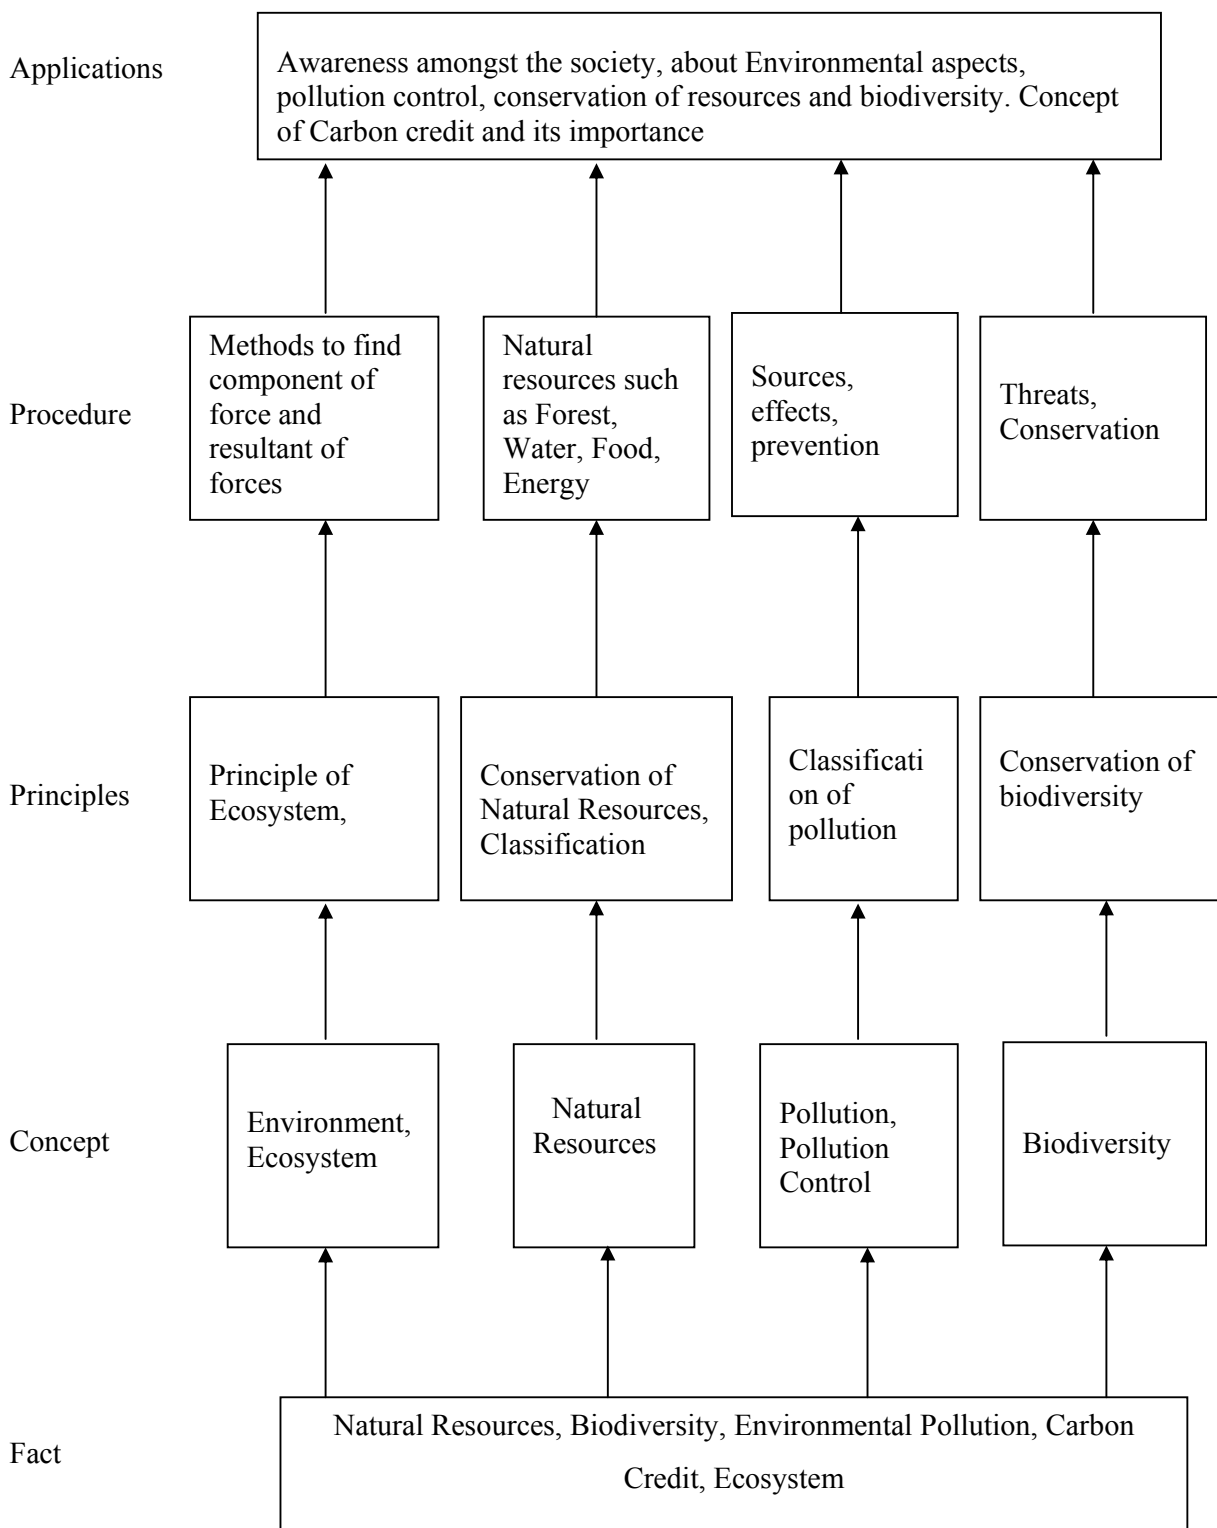 Applications
Awareness amongst the society, about Environmental aspects,
pollution control, conservation of resources and biodiversity. Concept
of Carbon credit and its importance
Procedure
Methods to find
component of
force and
resultant of
forces
Natural
resources such
as Forest,
Water, Food,
Energy
Sources,
effects,
prevention
Threats,
Conservation
Principles
Principle of
Ecosystem,
Conservation of
Natural Resources,
Classification
Classificati
on of
pollution
Conservation of
biodiversity
Concept
Environment,
Ecosystem
Natural
Resources
Pollution,
Pollution
Control
Biodiversity
Fact
Natural Resources, Biodiversity, Environmental Pollution, Carbon
Credit, Ecosystem